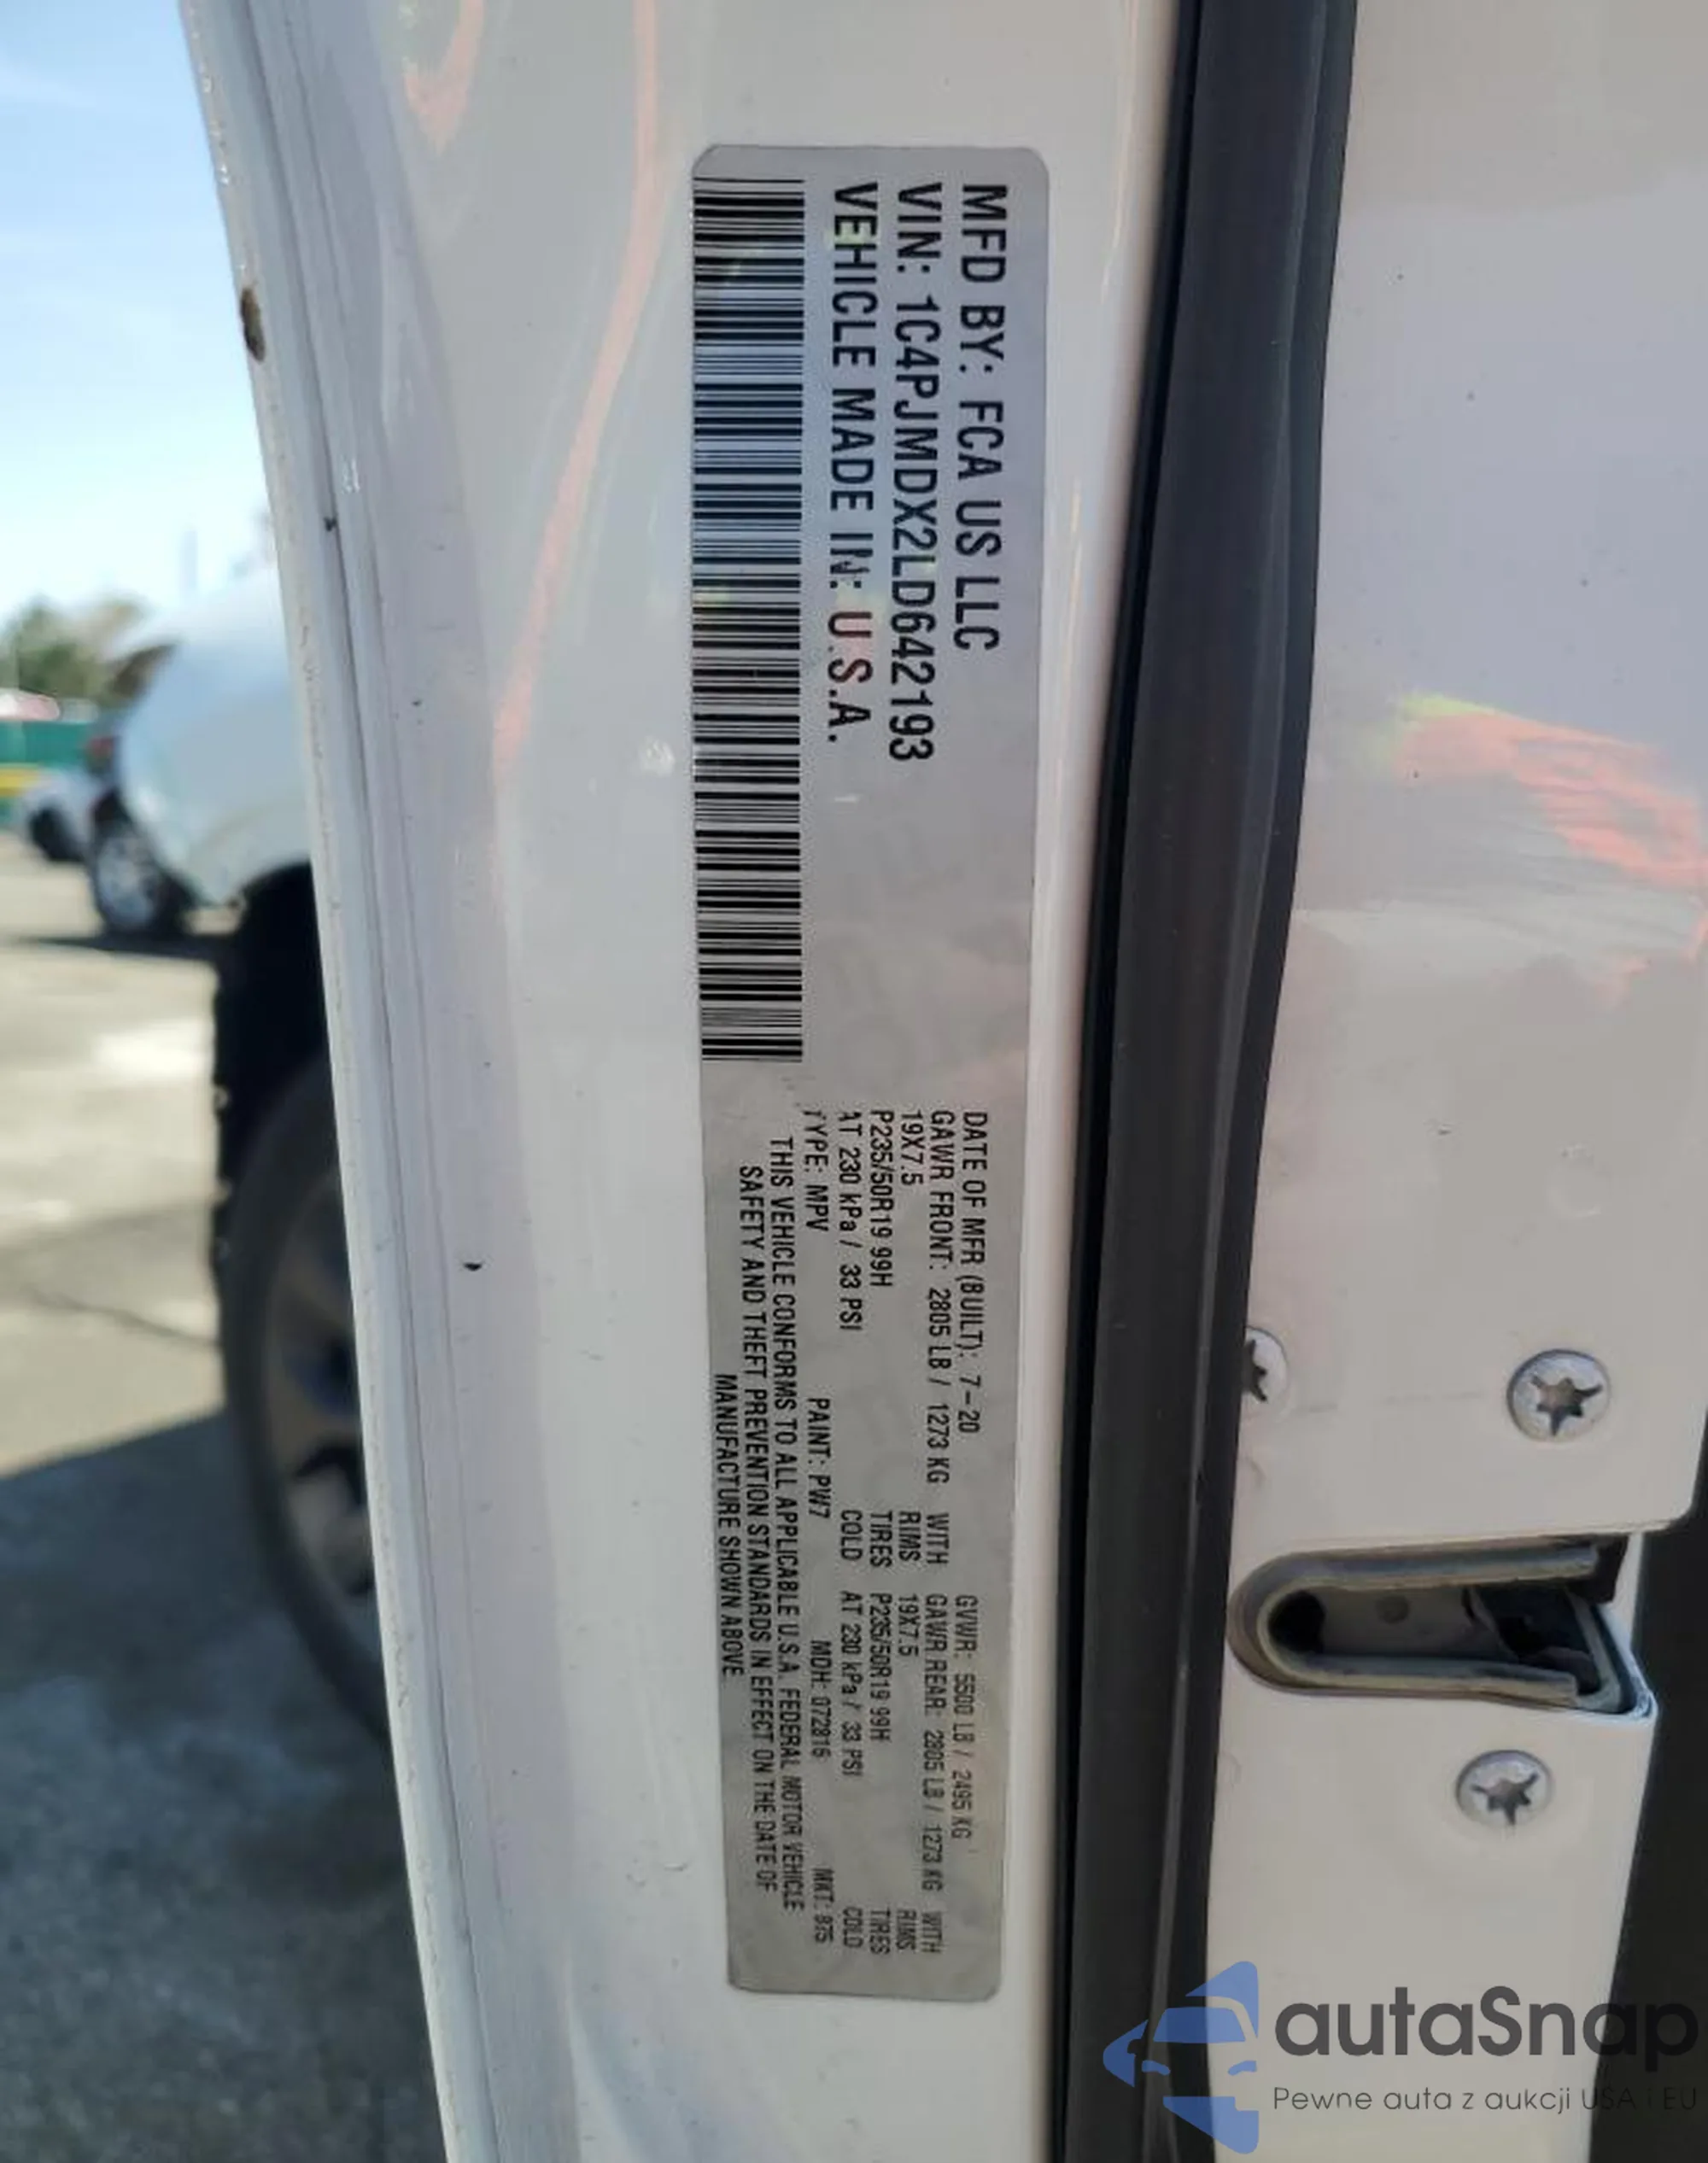 MFD BY: FCA US LLC
VIN: 1C4PJMDX2LD642193
VEHICLE MADE IN: U.S.A.
DATE OF MFR (BUILT): 7-20 GVWR: 5500 LB / 2495 KG
GAWR FRONT: 2805 LB / 1273 KG WITH GAWR REAR: 2805 LB / 1273 KG WITH
19X7.5 RIMS 19X7.5 RIMS
P235/50R19 99H TIRES P235/50R19 99H TIRES
AT 230 kPa / 33 PSI COLD AT 230 kPa / 33 PSI COLD
TYPE: MPV PAINT: PW7 MDH: 072816 MKT: 975
THIS VEHICLE CONFORMS TO ALL APPLICABLE U.S.A. FEDERAL MOTOR VEHICLE
SAFETY AND THEFT PREVENTION STANDARDS IN EFFECT ON THE DATE OF
MANUFACTURE SHOWN ABOVE
autaSnap
Pewne auta z aukcji USA i EU